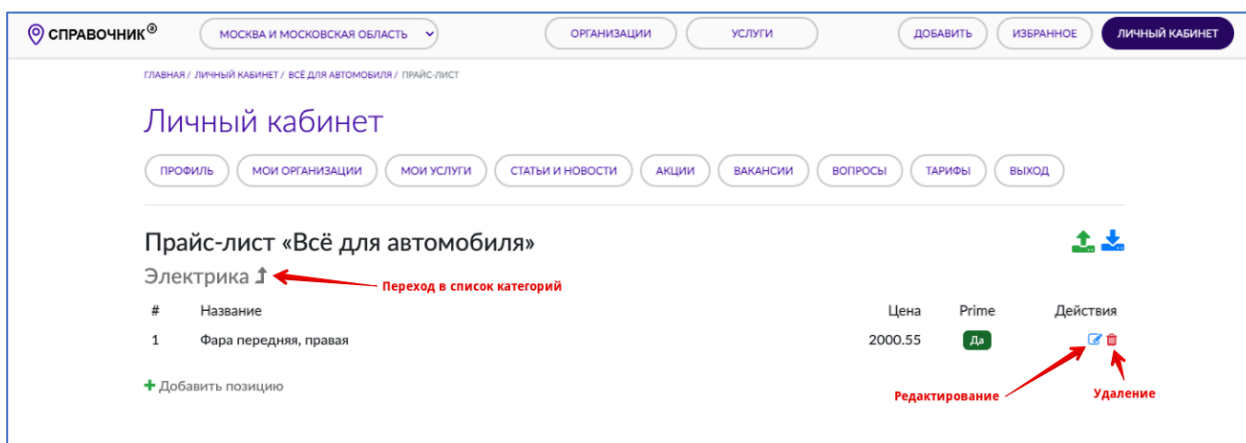 СПРАВОЧНИК®
МОСКВА И МОСКОВСКАЯ ОБЛАСТЬ ОРГАНИЗАЦИИ УСЛУГИ ДОБАВИТЬ ИЗБРАННОЕ ЛИЧНЫЙ КАБИНЕТ
ГЛАВНАЯ / ЛИЧНЫЙ КАБИНЕТ / ВСЁ ДЛЯ АВТОМОБИЛЯ / ПРАЙС-ЛИСТ
Личный кабинет
ПРОФИЛЬ МОИ ОРГАНИЗАЦИИ МОИ УСЛУГИ СТАТЬИ И НОВОСТИ АКЦИИ ВАКАНСИИ ВОПРОСЫ ТАРИФЫ ВЫХОД
Прайс-лист «Всё для автомобиля»
Электрика
Переход в список категорий
# Название Цена Prime Действия
1 Фара передняя, правая 2000.55 Да
Добавить позицию
Редактирование Удаление